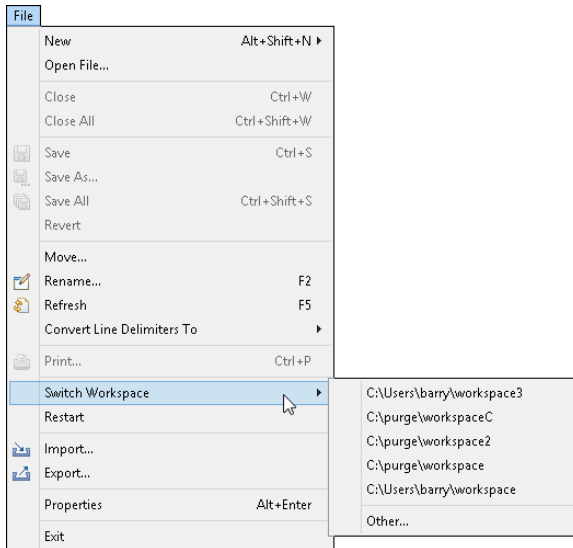 File
New Alt+Shift+N
Open File...
Close Ctrl+W
Close All Ctrl+Shift+W
Save Ctrl+S
Save As...
Save All Ctrl+Shift+S
Revert
Move...
Rename... F2
Refresh F5
Convert Line Delimiters To
Print... Ctrl+P
Switch Workspace
Restart
Import...
Export...
Properties Alt+Enter
Exit
C:\Users\barry\workspace3
C:\purge\workspaceC
C:\purge\workspace2
C:\purge\workspace
C:\Users\barry\workspace
Other...